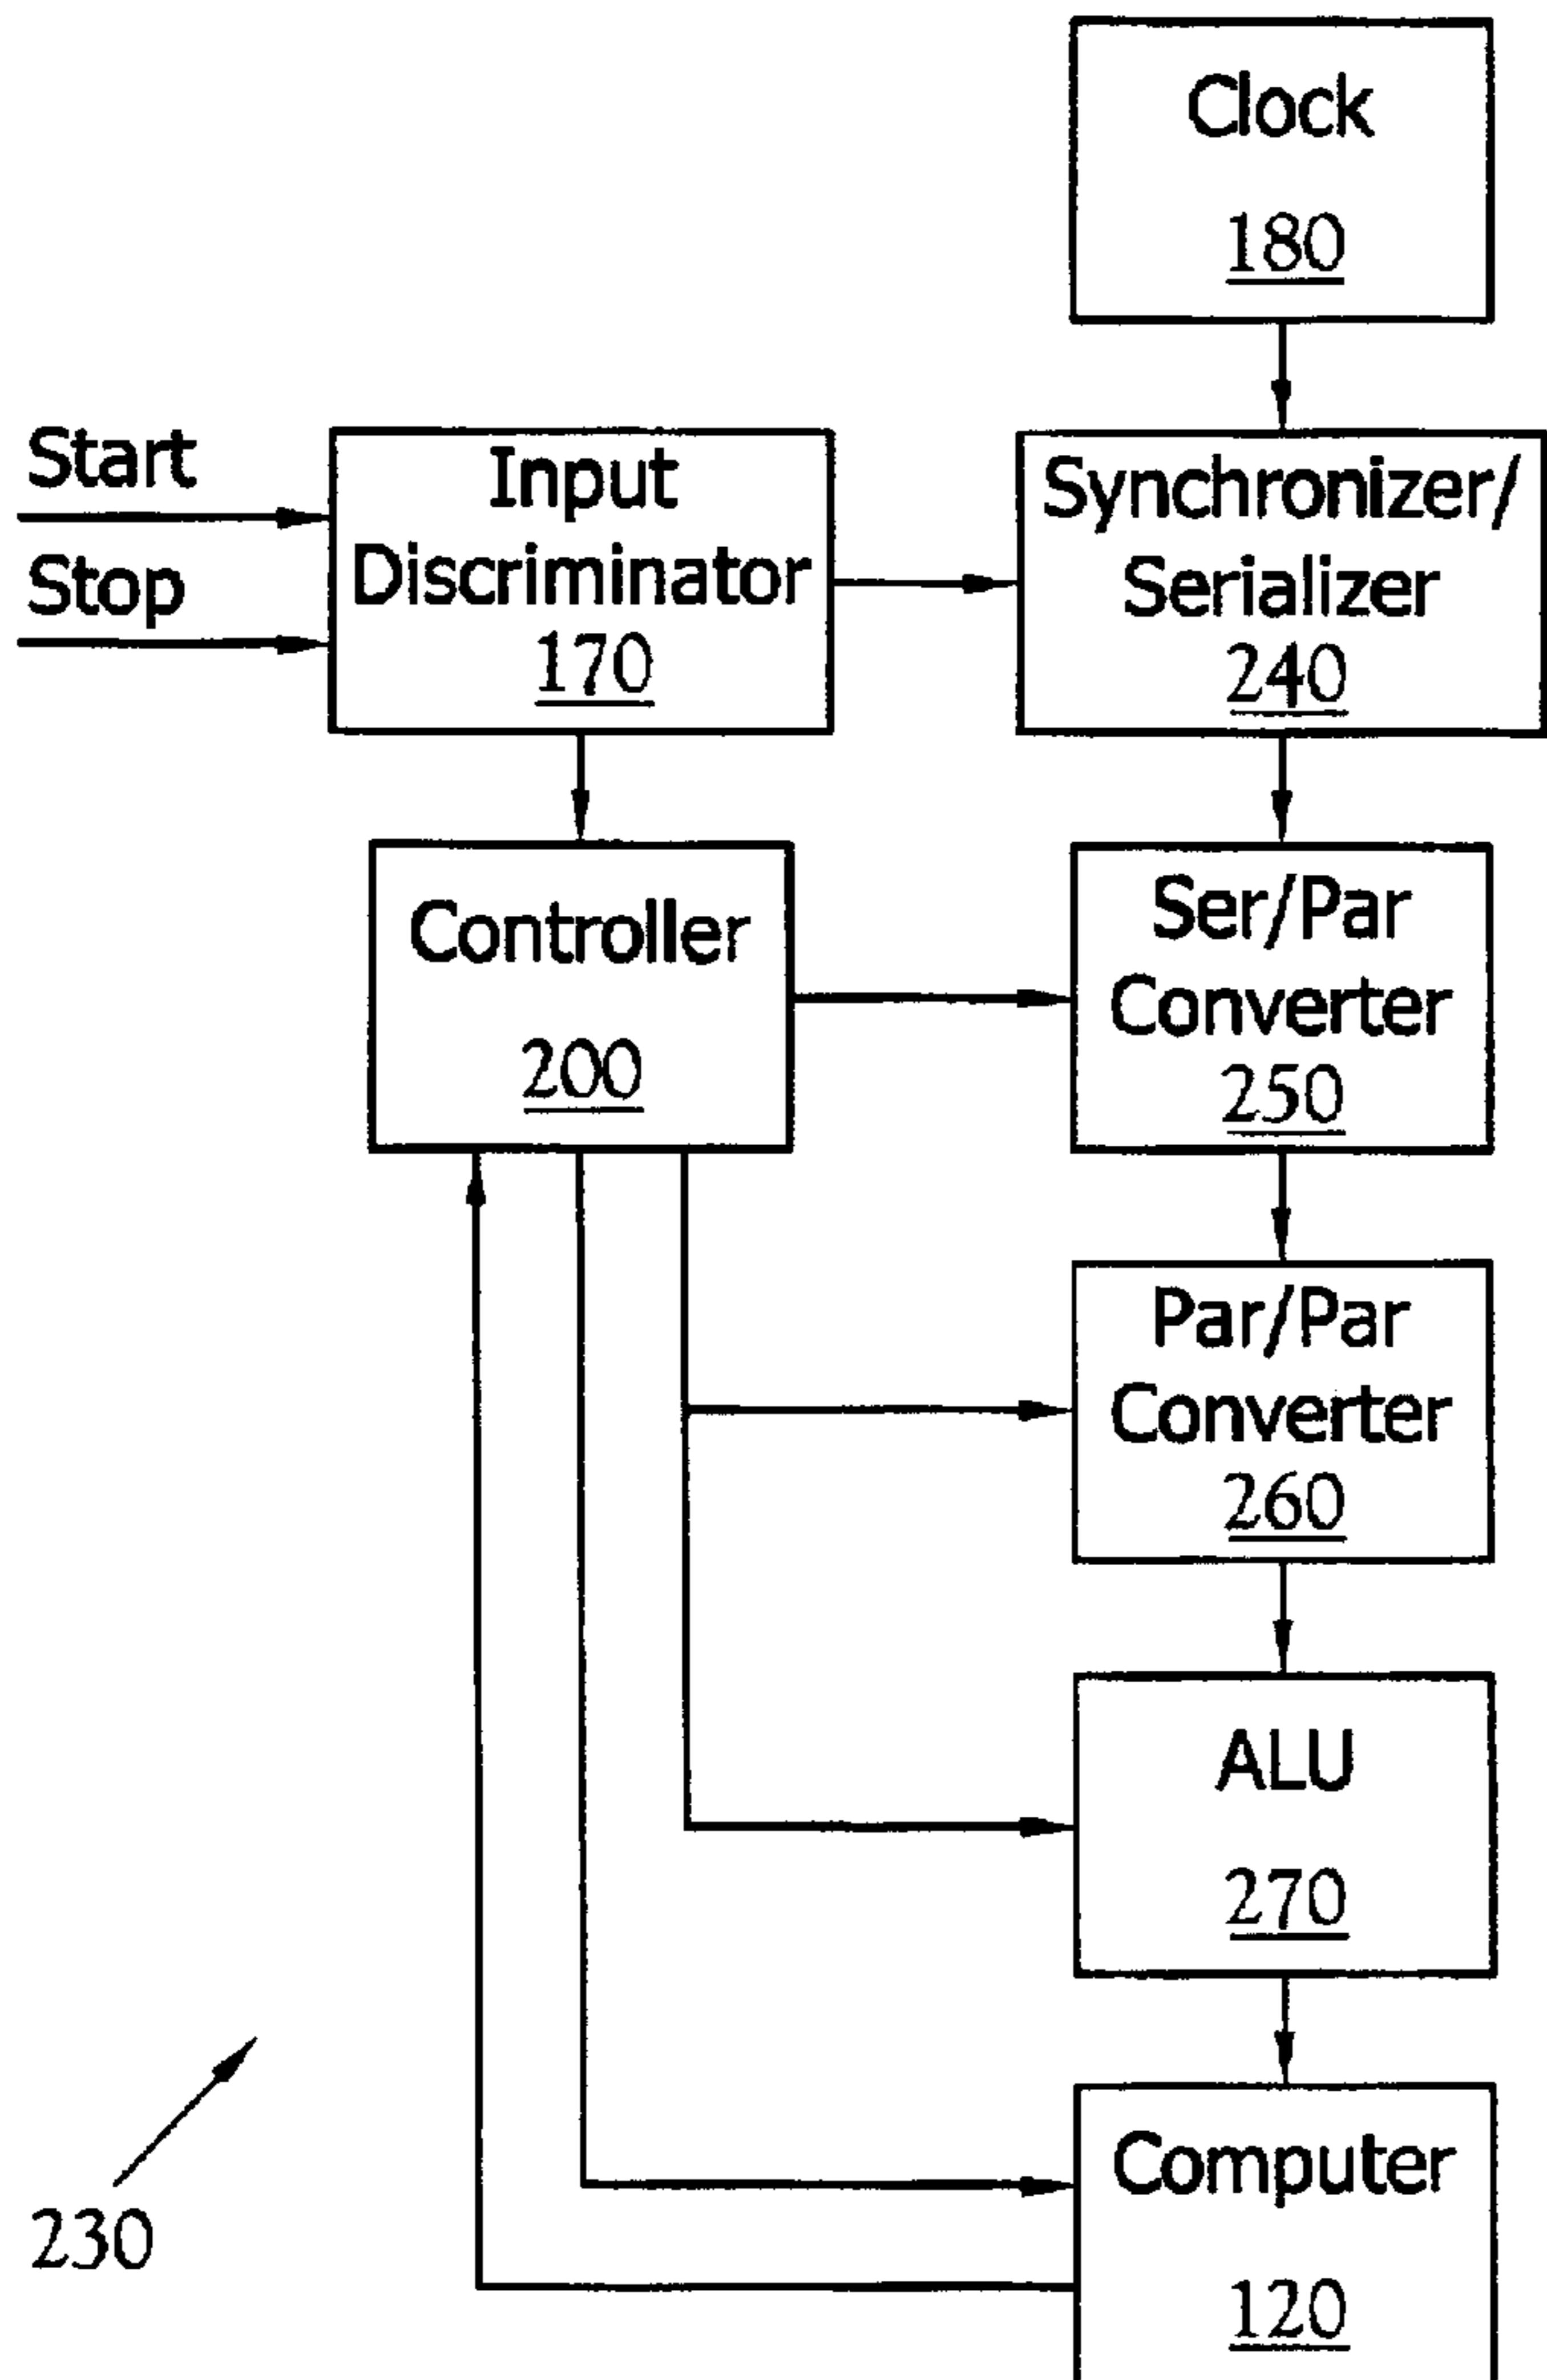 Clock
180
Start
Stop
Input
Discriminator
170
Synchronizer/
Serializer
240
Controller
200
Ser/Par
Converter
250
Par/Par
Converter
260
ALU
270
Computer
120
230